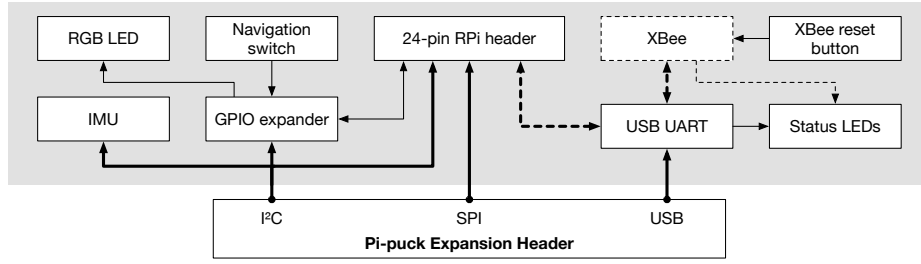 RGB LED
Navigation
switch
24-pin RPi header
XBee
XBee reset
button
IMU
GPIO expander
USB UART
Status LEDs
I²C
SPI
USB
Pi-puck Expansion Header